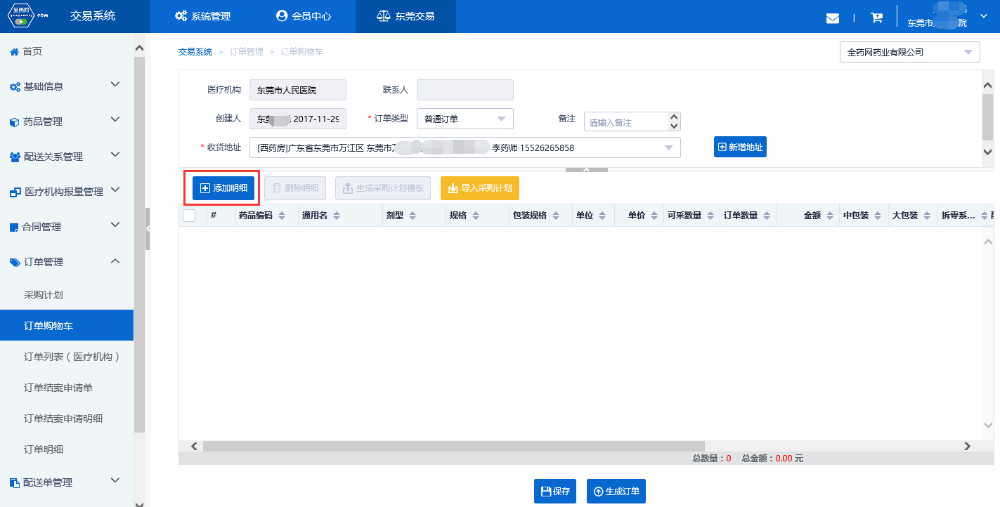 全药网
.COM
交易系统
系统管理
会员中心
东莞交易
东莞市
院
首页
基础信息
药品管理
配送关系管理
医疗机构报量管理
合同管理
订单管理
采购计划
订单购物车
订单列表（医疗机构）
订单结案申请单
订单结案申请明细
订单明细
配送单管理
交易系统 > 订单管理 > 订单购物车
全药网药业有限公司
医疗机构 东莞市人民医院 联系人
创建人 东莞 2017-11-29 * 订单类型 普通订单 备注 请输入备注
* 收货地址 [西药房]广东省东莞市万江区 东莞市万 李药师 15526265858 新增地址
添加明细 删除明细 生成采购计划模板 导入采购计划
# 药品编码 通用名 剂型 规格 包装规格 单位 单价 可采数量 订单数量 金额 中包装 大包装 拆零系...
总数量：0 总金额：0.00 元
保存 生成订单